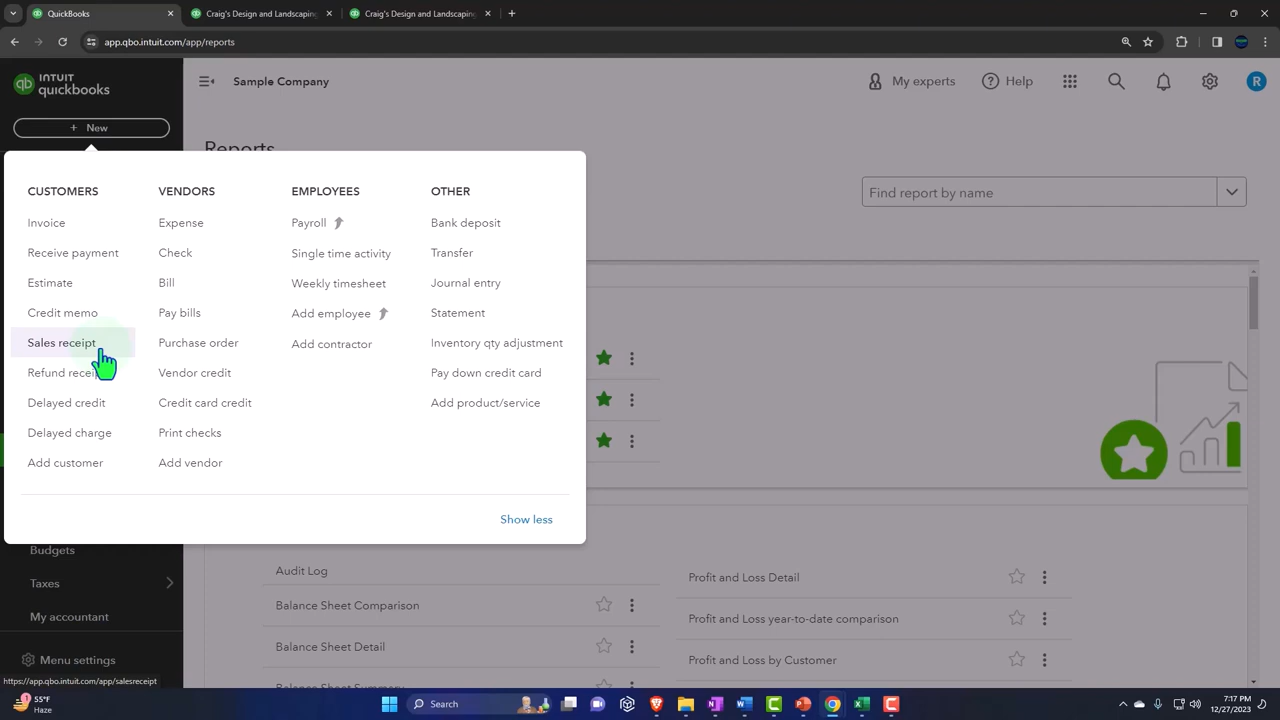 QuickBooks
Craig's Design and Landscaping
Craig's Design and Landscaping
app.qbo.intuit.com/app/reports
INTUIT
quickbooks
Sample Company
My experts
Help
R
+ New
Reports
Find report by name
CUSTOMERS
Invoice
Receive payment
Estimate
Credit memo
Sales receipt
Refund receip
Delayed credit
Delayed charge
Add customer
VENDORS
Expense
Check
Bill
Pay bills
Purchase order
Vendor credit
Credit card credit
Print checks
Add vendor
EMPLOYEES
Payroll
Single time activity
Weekly timesheet
Add employee
Add contractor
OTHER
Bank deposit
Transfer
Journal entry
Statement
Inventory qty adjustment
Pay down credit card
Add product/service
Show less
Budgets
Taxes
My accountant
Menu settings
Audit Log
Balance Sheet Comparison
Balance Sheet Detail
Balance Sheet Summary
Profit and Loss Detail
Profit and Loss year-to-date comparison
Profit and Loss by Customer
https://app.qbo.intuit.com/app/salesreceipt
1
55°F
Haze
Search
7:17 PM
12/27/2023